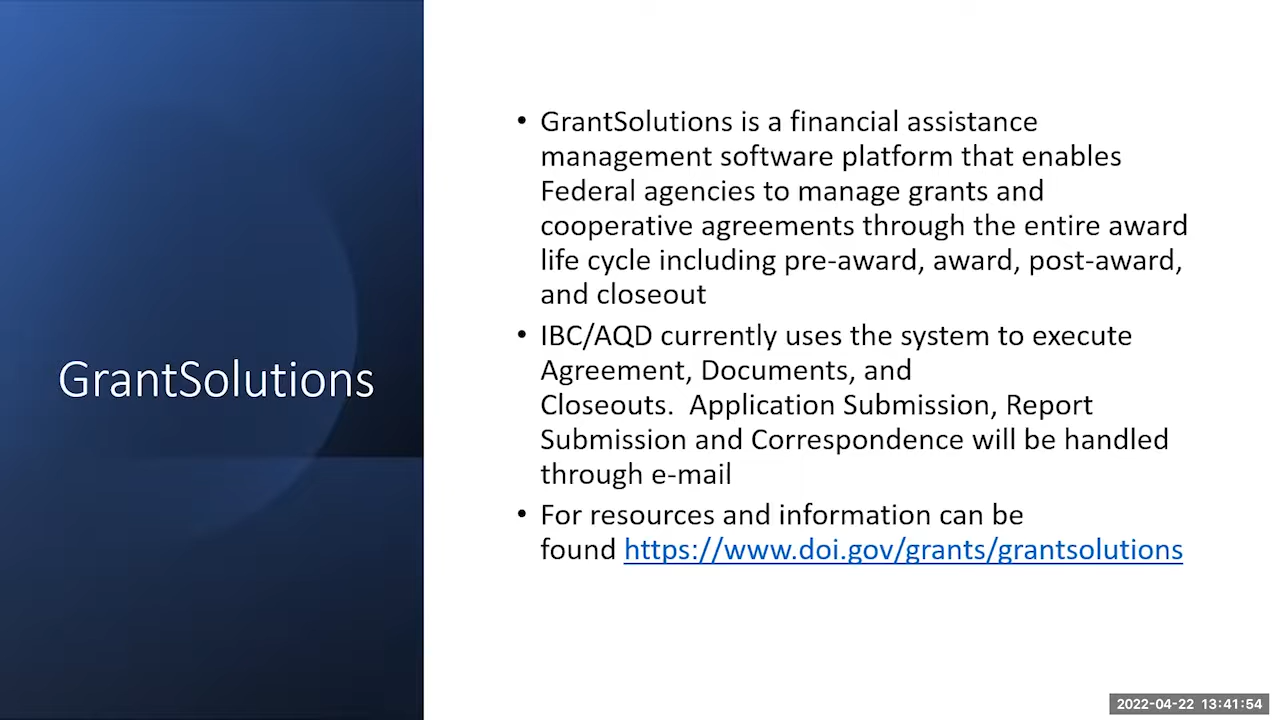 GrantSolutions
• GrantSolutions is a financial assistance
management software platform that enables
Federal agencies to manage grants and
cooperative agreements through the entire award
life cycle including pre-award, award, post-award,
and closeout
• IBC/AQD currently uses the system to execute
Agreement, Documents, and
Closeouts.  Application Submission, Report
Submission and Correspondence will be handled
through e-mail
• For resources and information can be
found https://www.doi.gov/grants/grantsolutions
2022-04-22 13:41:54